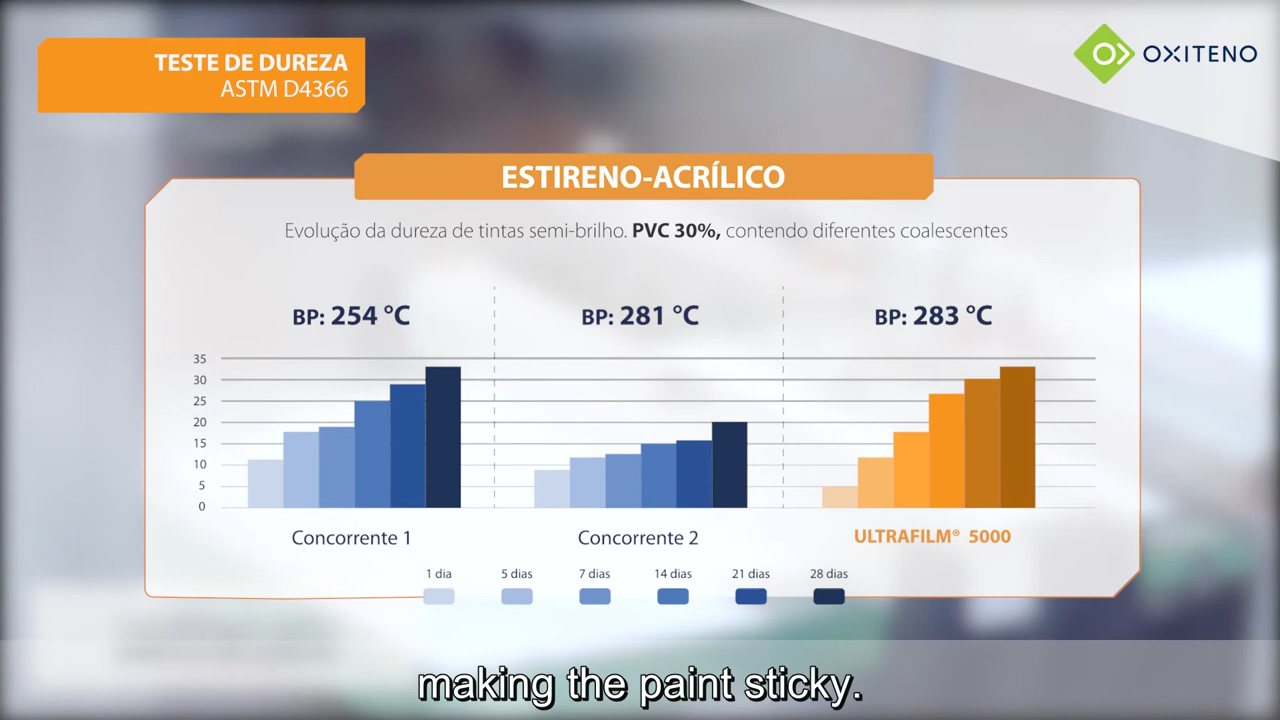 TESTE DE DUREZA
ASTM D4366
OXITENO
ESTIRENO-ACRÍLICO
Evolução da dureza de tintas semi-brilho. PVC 30%, contendo diferentes coalescentes
BP: 254 °C
BP: 281 °C
BP: 283 °C
35
30
25
20
15
10
5
0
Concorrente 1
Concorrente 2
ULTRAFILM® 5000
1 dia
5 dias
7 dias
14 dias
21 dias
28 dias
making the paint sticky.